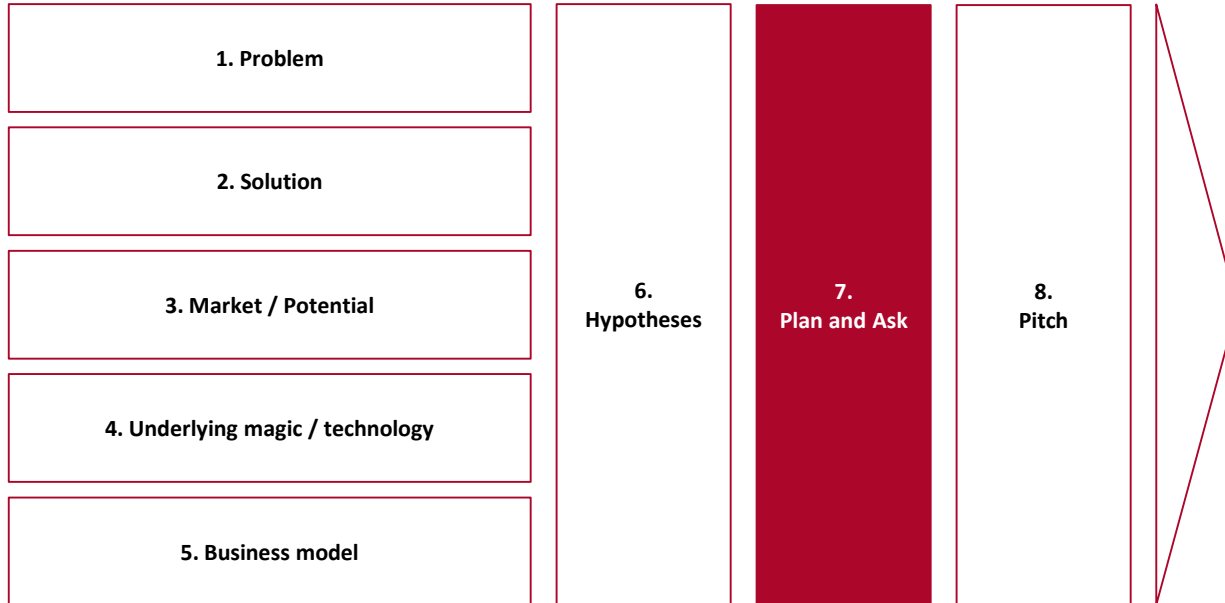 1. Problem
2. Solution
3. Market / Potential
4. Underlying magic / technology
5. Business model
6.
Hypotheses
7.
Plan and Ask
8.
Pitch